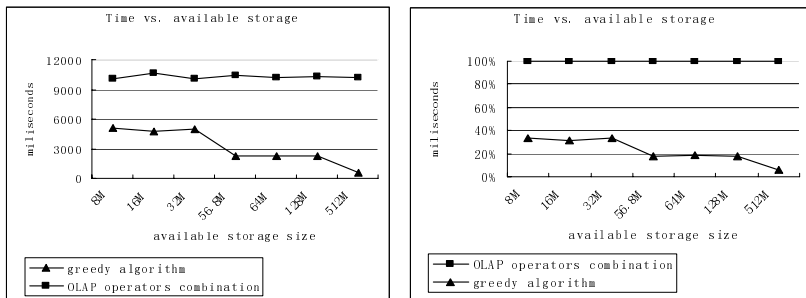 Time vs. available storage
12000
9000
6000
3000
0
miliseconds
8M
16M
32M
56.8M
64M
128M
512M
available storage size
greedy algorithm
OLAP operators combination
Time vs. available storage
100%
80%
60%
40%
20%
0%
milliseconds
8M
16M
32M
56.8M
64M
128M
512M
available storage size
OLAP operators combination
greedy algorithm